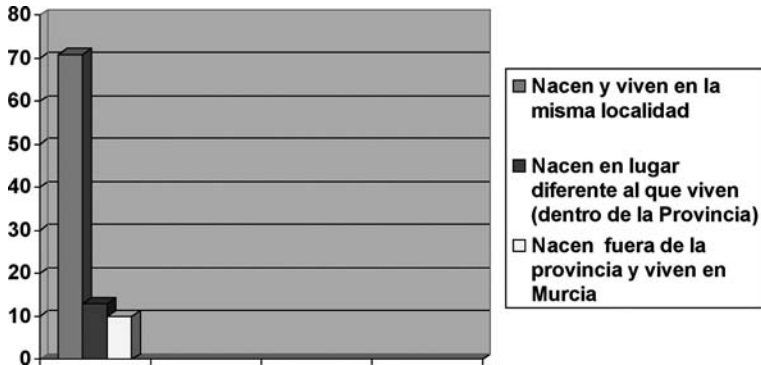 80
70
60
50
40
30
20
10
0
Nacen y viven en la
misma localidad
Nacen en lugar
diferente al que viven
(dentro de la Provincia)
Nacen fuera de la
provincia y viven en
Murcia